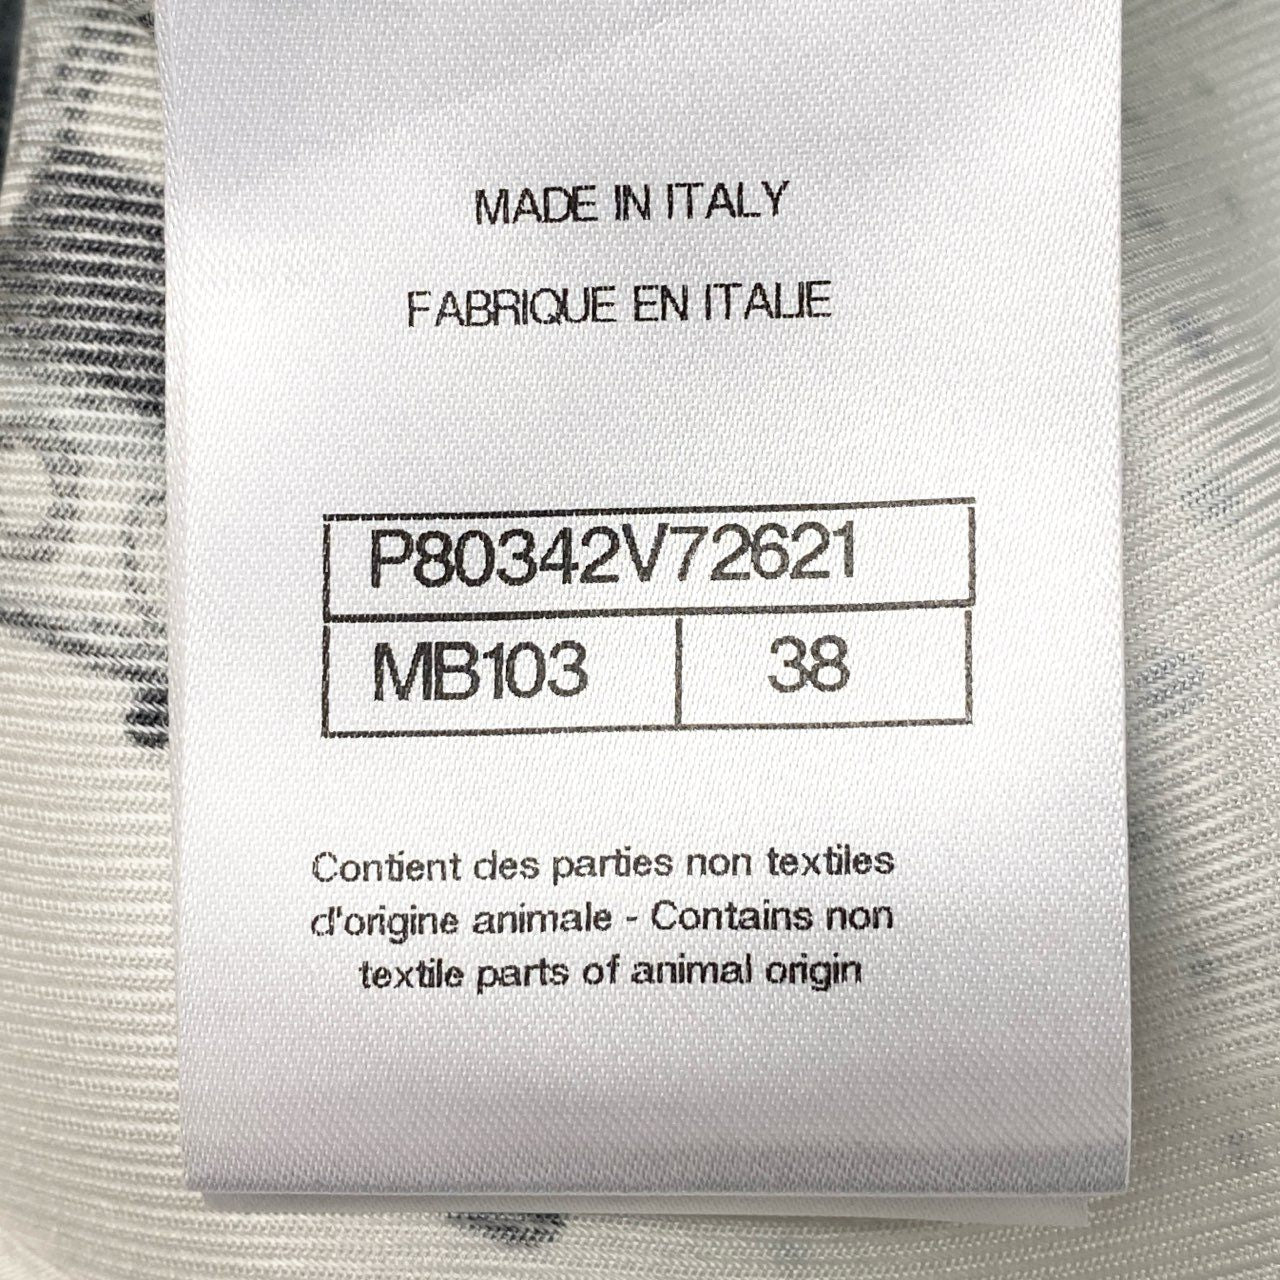 MADE IN ITALY
FABRIQUE EN ITALIE
P80342V72621
MB103 38
Contient des parties non textiles
d'origine animale - Contains non
textile parts of animal origin